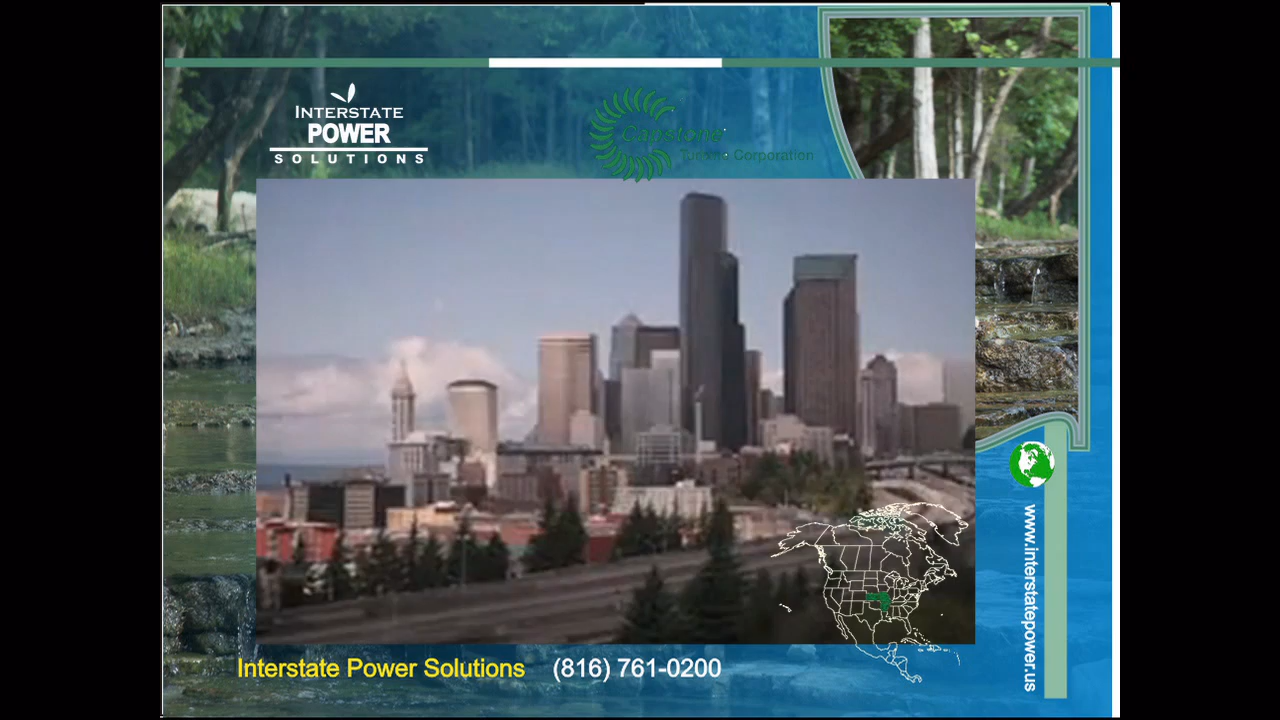 INTERSTATE
POWER
SOLUTIONS
Capstone
Turbine Corporation
www.interstatepower.us
Interstate Power Solutions (816) 761-0200